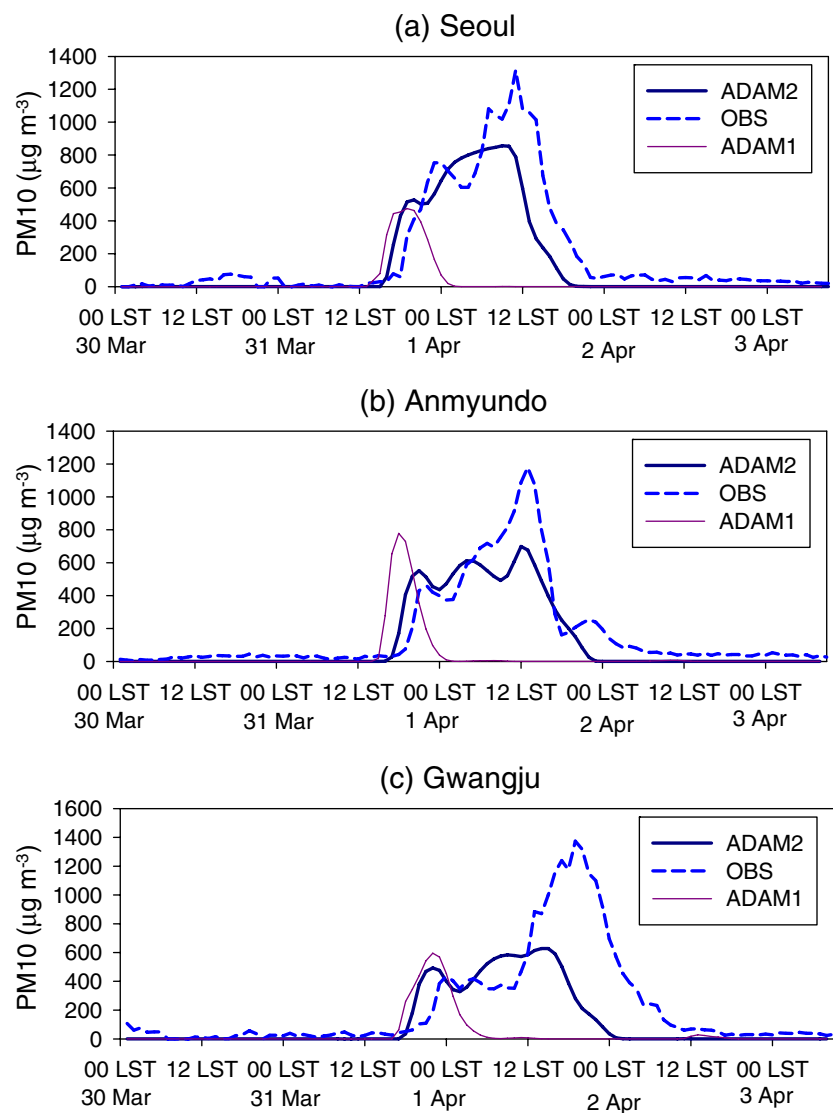 (a) Seoul
PM10 (μg m-3)
1400
1200
1000
800
600
400
200
0
ADAM2
OBS
ADAM1
00 LST 12 LST 00 LST 12 LST 00 LST 12 LST 00 LST 12 LST 00 LST
30 Mar 31 Mar 1 Apr 2 Apr 3 Apr
(b) Anmyundo
PM10 (μg m-3)
1400
1200
1000
800
600
400
200
0
ADAM2
OBS
ADAM1
00 LST 12 LST 00 LST 12 LST 00 LST 12 LST 00 LST 12 LST 00 LST
30 Mar 31 Mar 1 Apr 2 Apr 3 Apr
(c) Gwangju
PM10 (μg m-3)
1600
1400
1200
1000
800
600
400
200
0
ADAM2
OBS
ADAM1
00 LST 12 LST 00 LST 12 LST 00 LST 12 LST 00 LST 12 LST 00 LST
30 Mar 31 Mar 1 Apr 2 Apr 3 Apr